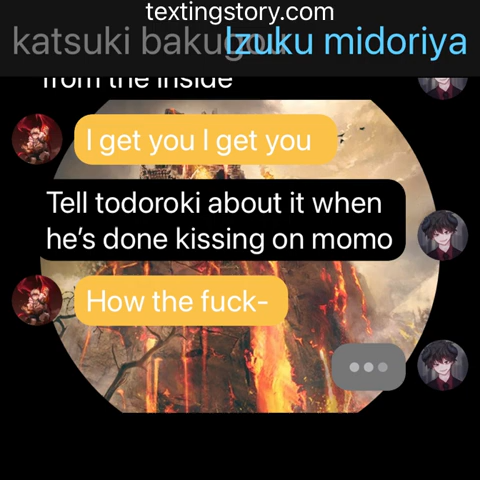 textingstory.com
katsuki bakugou Izuku midoriya
from the inside
I get you I get you
Tell todoroki about it when
he's done kissing on momo
How the fuck-